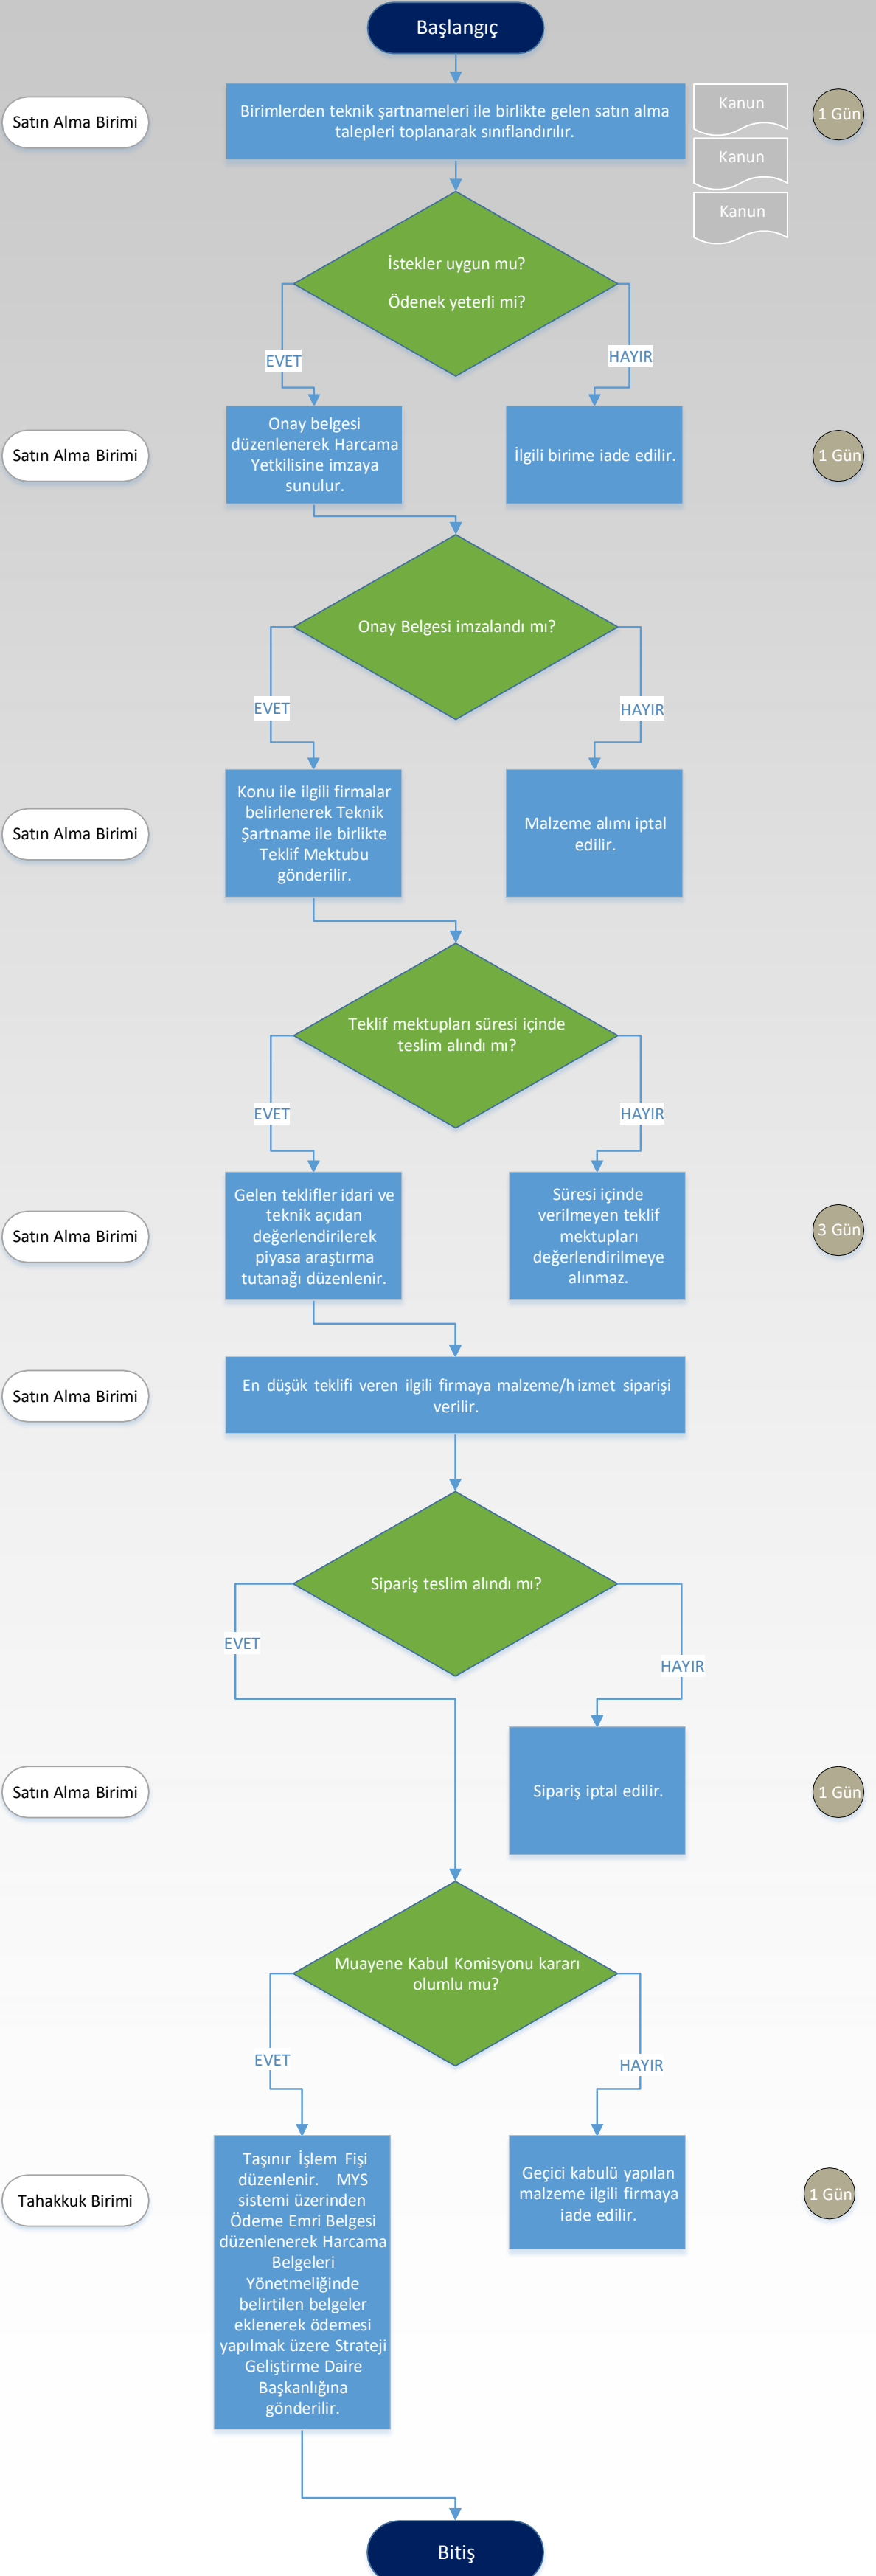 Başlangıç
Satın Alma Birimi
Birimlerden teknik şartnameleri ile birlikte gelen satın alma
talepleri toplanarak sınıflandırılır.
Kanun
Kanun
Kanun
1 Gün
İstekler uygun mu?
Ödenek yeterli mi?
EVET
HAYIR
Satın Alma Birimi
Onay belgesi
düzenlenerek Harcama
Yetkilisine imzaya
sunulur.
İlgili birime iade edilir.
1 Gün
Onay Belgesi imzalandı mı?
EVET
HAYIR
Satın Alma Birimi
Konu ile ilgili firmalar
belirlenerek Teknik
Şartname ile birlikte
Teklif Mektubu
gönderilir.
Malzeme alımı iptal
edilir.
Teklif mektupları süresi içinde
teslim alındı mı?
EVET
HAYIR
Satın Alma Birimi
Gelen teklifler idari ve
teknik açıdan
değerlendirilerek
piyasa araştırma
tutanağı düzenlenir.
Süresi içinde
verilmeyen teklif
mektupları
değerlendirilmeye
alınmaz.
3 Gün
Satın Alma Birimi
En düşük teklifi veren ilgili firmaya malzeme/hizmet siparişi
verilir.
Sipariş teslim alındı mı?
EVET
HAYIR
Satın Alma Birimi
Sipariş iptal edilir.
1 Gün
Muayene Kabul Komisyonu kararı
olumlu mu?
EVET
HAYIR
Tahakkuk Birimi
Taşınır İşlem Fişi
düzenlenir. MYS
sistemi üzerinden
Ödeme Emri Belgesi
düzenlenerek Harcama
Belgeleri
Yönetmeliğinde
belirtilen belgeler
eklenerek ödemesi
yapılmak üzere Strateji
Geliştirme Daire
Başkanlığına
gönderilir.
Geçici kabulü yapılan
malzeme ilgili firmaya
iade edilir.
1 Gün
Bitiş